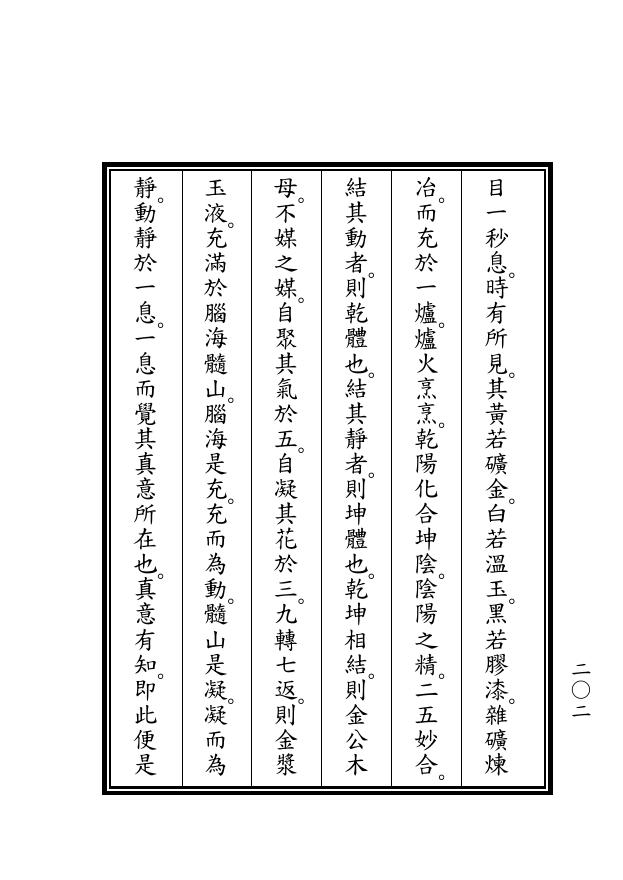 目一秒息。時有所見。其黃若礦金。白若溫玉。黑若膠漆。雜礦煉
冶。而充於一爐。爐火烹烹。乾陽化合坤陰。陰陽之精。二五妙合。
結其動者。則乾體也。結其靜者。則坤體也。乾坤相結。則金公木
母。不媒之媒。自聚其氣於五。自凝其花於三。九轉七返。則金漿
玉液。充滿於腦海髓山。腦海是充。充而為動。髓山是凝。凝而為
靜。動靜於一息。一息而覺其真意所在也。真意有知。即此便是
二〇二